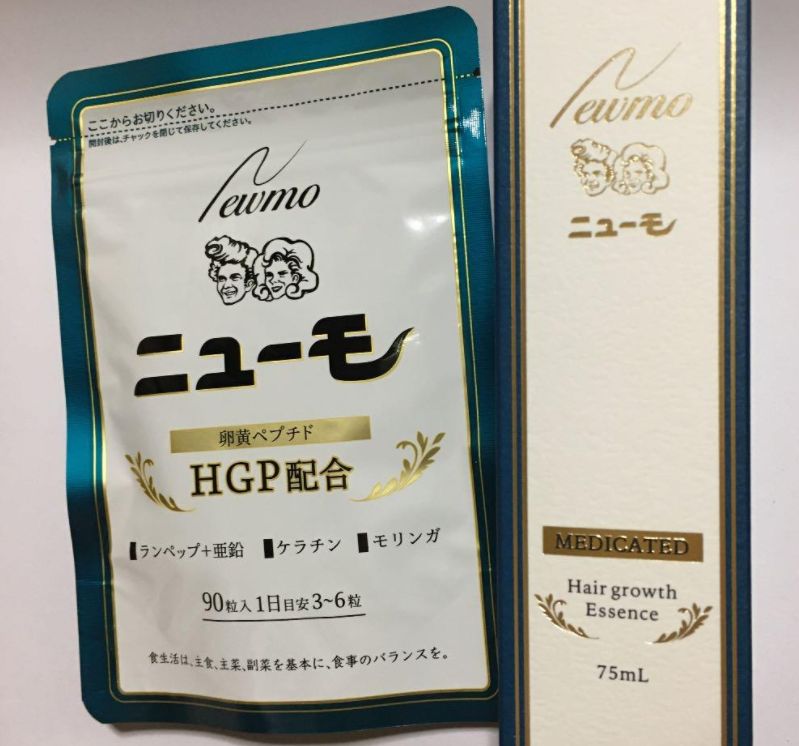 ここからお切りください。
開封後は、チャックを閉じて保存してください。
Newmo
ニューモ
卵黄ペプチド
HGP配合
ランペップ+亜鉛 ケラチン モリンガ
90粒入 1日目安3~6粒
食生活は、主食、主菜、副菜を基本に、食事のバランスを。
Newmo
ニューモ
MEDICATED
Hair growth
Essence
75mL